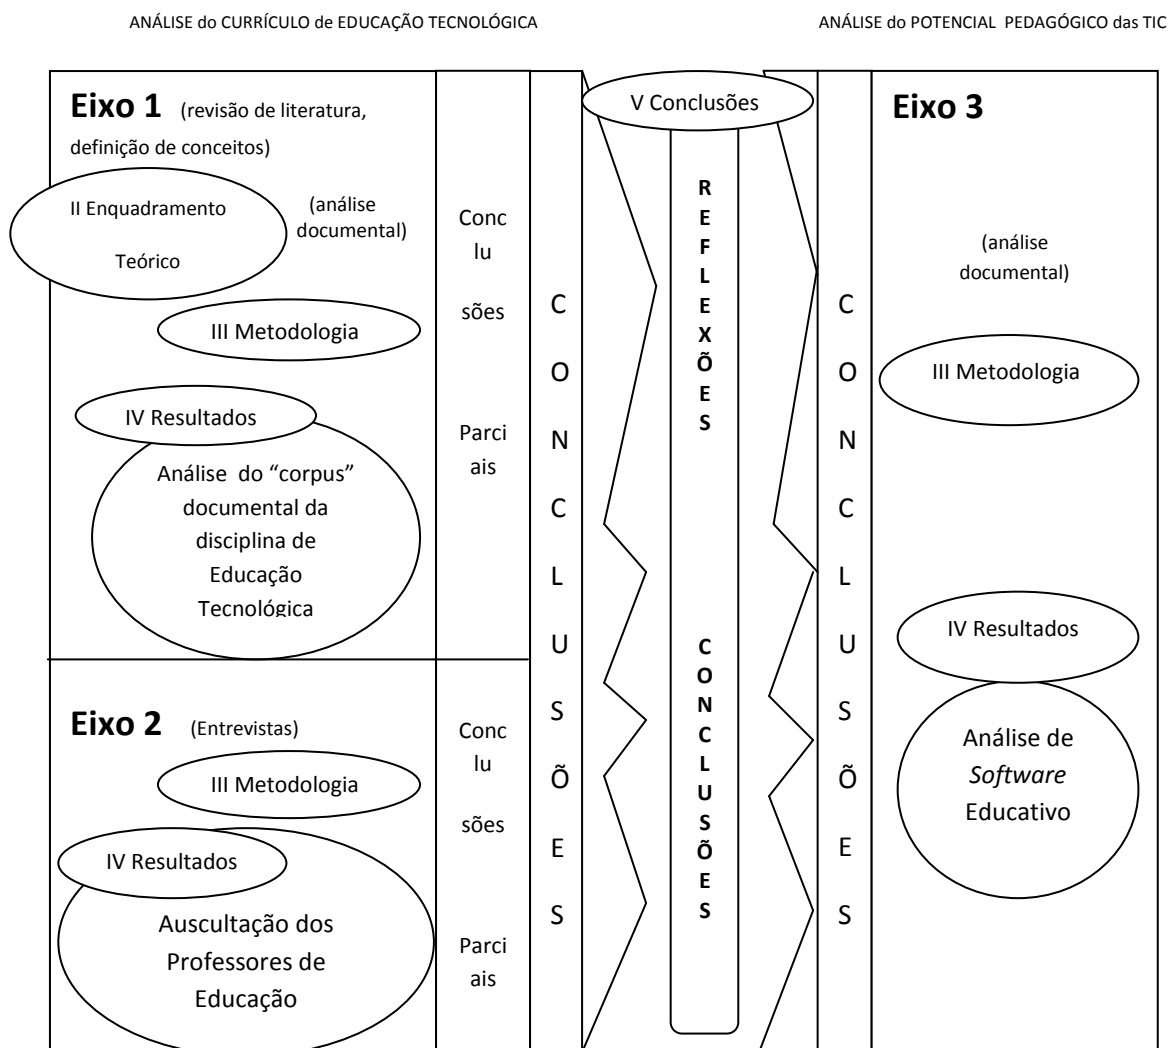 ANÁLISE do CURRÍCULO de EDUCAÇÃO TECNOLÓGICA
ANÁLISE do POTENCIAL PEDAGÓGICO das TIC
Eixo 1 (revisão de literatura,
definição de conceitos)
II Enquadramento
Teórico
(análise
documental)
III Metodologia
IV Resultados
Análise do “corpus”
documental da
disciplina de
Educação
Tecnológica
Conc
lu
sões
Parci
ais
Eixo 2 (Entrevistas)
III Metodologia
IV Resultados
Auscultação dos
Professores de
Educação
Conc
lu
sões
Parci
ais
C
O
N
C
L
U
S
Õ
E
S
V Conclusões
R
E
F
L
E
X
Õ
E
S
C
O
N
C
L
U
S
Õ
E
S
C
O
N
C
L
U
S
Õ
E
S
Eixo 3
(análise
documental)
III Metodologia
IV Resultados
Análise de
Software
Educativo